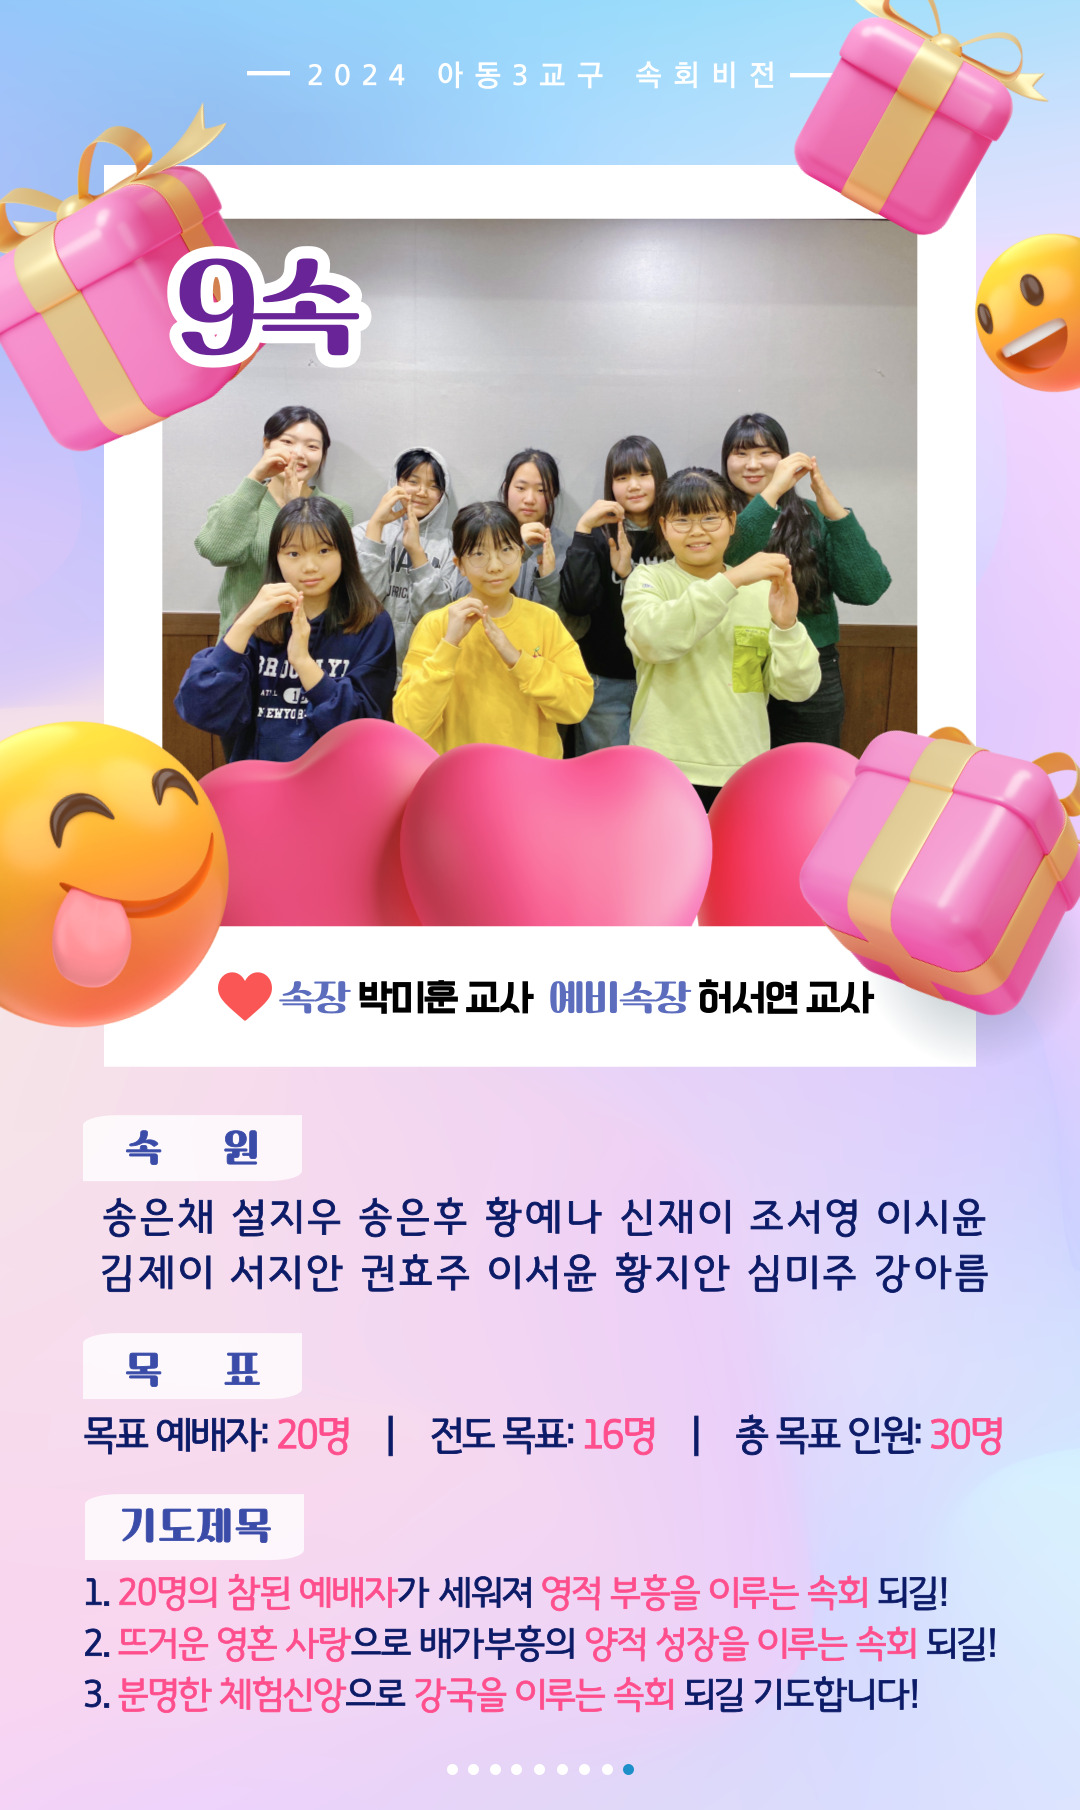 2024 아동3교구 속회비전
9속
BROOKLYN
NEWYOR
속장 박미훈 교사 예비속장 허서연 교사
속 원
송은채 설지우 송은후 황예나 신재이 조서영 이시윤
김제이 서지안 권효주 이서윤 황지안 심미주 강아름
목 표
목표 예배자: 20명 | 전도 목표: 16명 | 총 목표 인원: 30명
기도제목
1. 20명의 참된 예배자가 세워져 영적 부흥을 이루는 속회 되길!
2. 뜨거운 영혼 사랑으로 배가부흥의 양적 성장을 이루는 속회 되길!
3. 분명한 체험신앙으로 강국을 이루는 속회 되길 기도합니다!